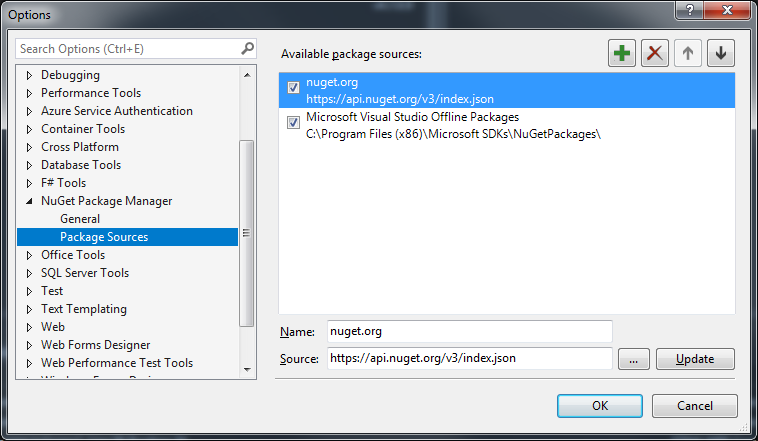 Options
Search Options (Ctrl+E)
Debugging
Performance Tools
Azure Service Authentication
Container Tools
Cross Platform
Database Tools
F# Tools
NuGet Package Manager
General
Package Sources
Office Tools
SQL Server Tools
Test
Text Templating
Web
Web Forms Designer
Web Performance Test Tools
Available package sources:
nuget.org
https://api.nuget.org/v3/index.json
Microsoft Visual Studio Offline Packages
C:\Program Files (x86)\Microsoft SDKs\NuGetPackages\
Name: nuget.org
Source: https://api.nuget.org/v3/index.json ... Update
OK Cancel